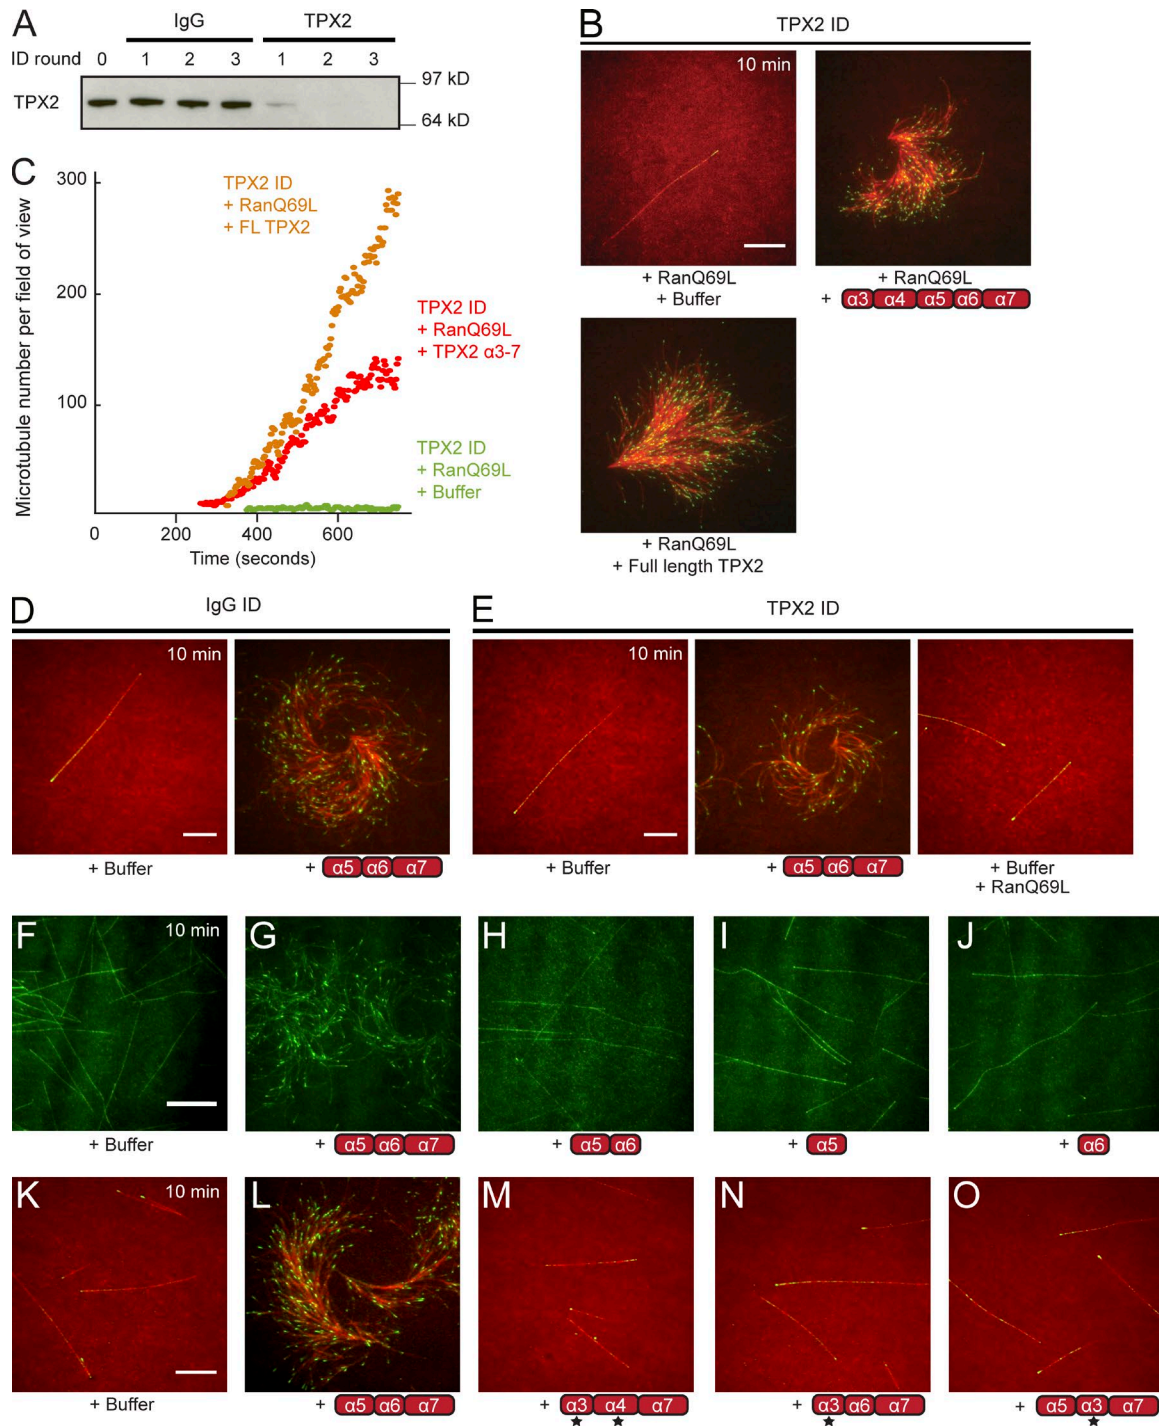 A
IgG
TPX2
ID round
0
1
2
3
1
2
3
TPX2
97 kD
64 kD
B
TPX2 ID
10 min
+ RanQ69L
+ Buffer
+ RanQ69L
+ α3 α4 α5 α6 α7
+ RanQ69L
+ Full length TPX2
C
Microtubule number per field of view
300
200
100
0
200
400
600
Time (seconds)
TPX2 ID
+ RanQ69L
+ FL TPX2
TPX2 ID
+ RanQ69L
+ TPX2 α3-7
TPX2 ID
+ RanQ69L
+ Buffer
D
IgG ID
10 min
+ Buffer
+ α5 α6 α7
E
TPX2 ID
10 min
+ Buffer
+ α5 α6 α7
+ Buffer
+ RanQ69L
F
10 min
+ Buffer
G
+ α5 α6 α7
H
+ α5 α6
I
+ α5
J
+ α6
K
10 min
+ Buffer
L
+ α5 α6 α7
M
+ α3 α4 α7
★ ★
N
+ α3 α6 α7
★
O
+ α5 α3 α7
★